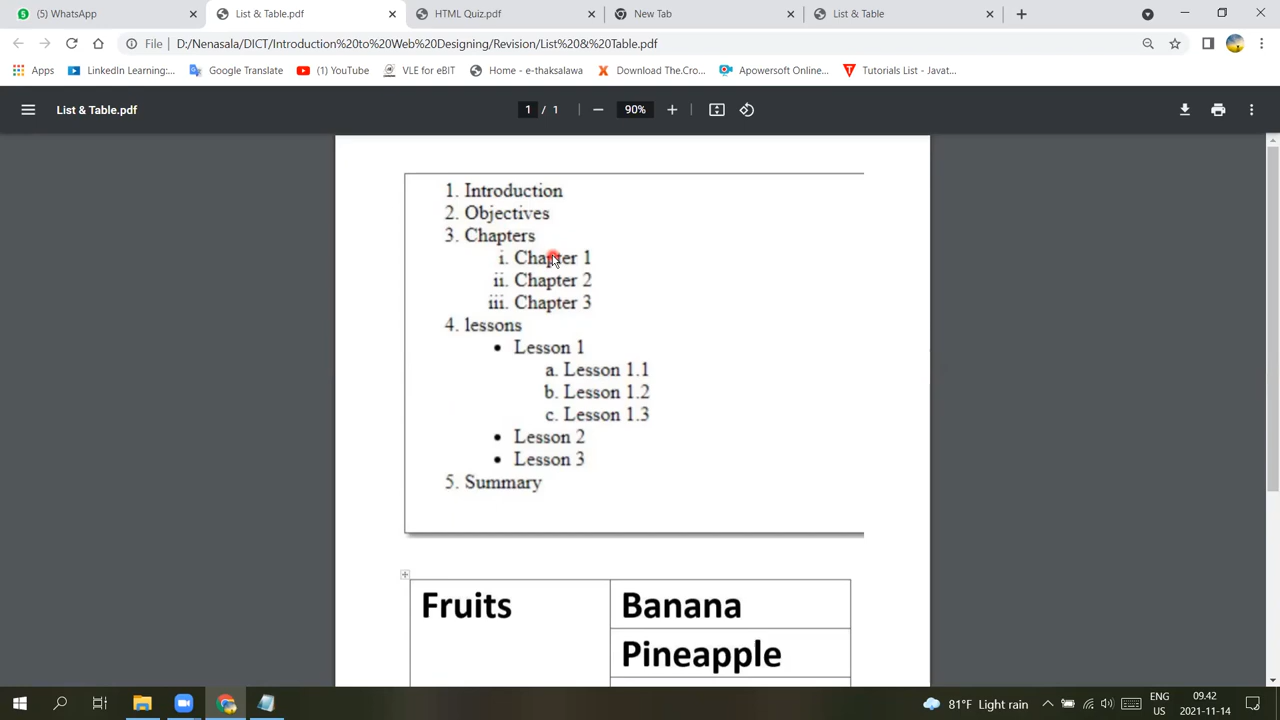 WhatsApp
List & Table.pdf
HTML Quiz.pdf
New Tab
List & Table
File
D:/Nenasala/DICT/Introduction%20to%20Web%20Designing/Revision/List%20&%20Table.pdf
Apps
LinkedIn Learning:...
Google Translate
(1) YouTube
VLE for eBIT
Home - e-thaksalawa
Download The.Cro...
Apowersoft Online...
Tutorials List - Javat...
List & Table.pdf
1 / 1
90%
1. Introduction
2. Objectives
3. Chapters
i. Chapter 1
ii. Chapter 2
iii. Chapter 3
4. lessons
• Lesson 1
a. Lesson 1.1
b. Lesson 1.2
c. Lesson 1.3
• Lesson 2
• Lesson 3
5. Summary
Fruits
Banana
Pineapple
81°F Light rain
ENG
US
09.42
2021-11-14